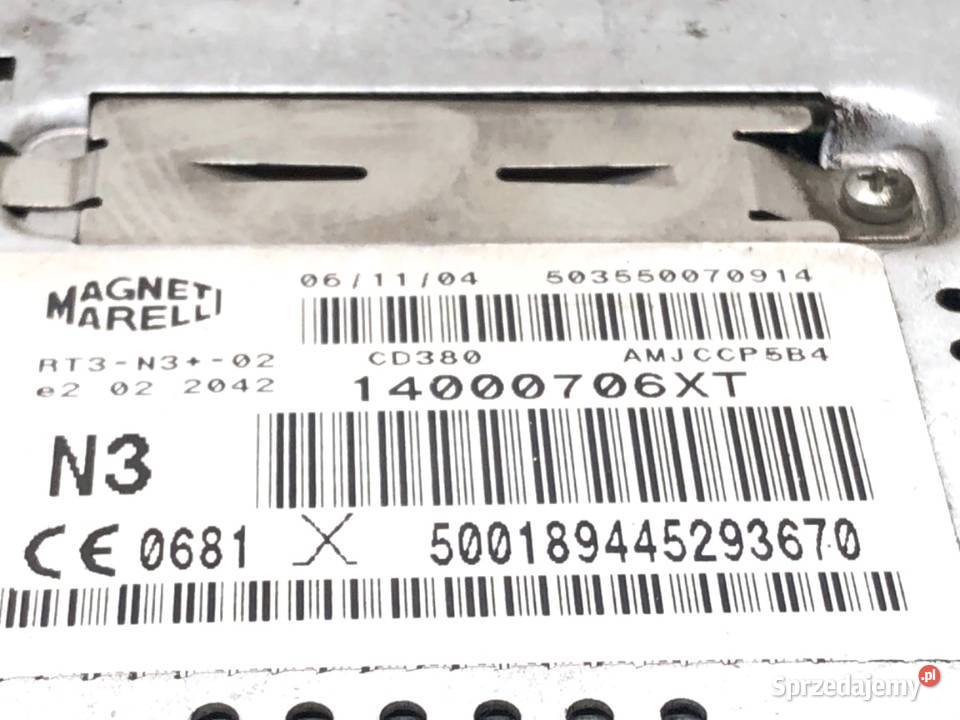 06/11/04 503550070914
MAGNETI
MARELLI
RT3-N3+-02 CD380 AMJCCP5B4
e2 02 2042 14000706XT
N3
CE 0681 500189445293670
Sprzedajemy.pl